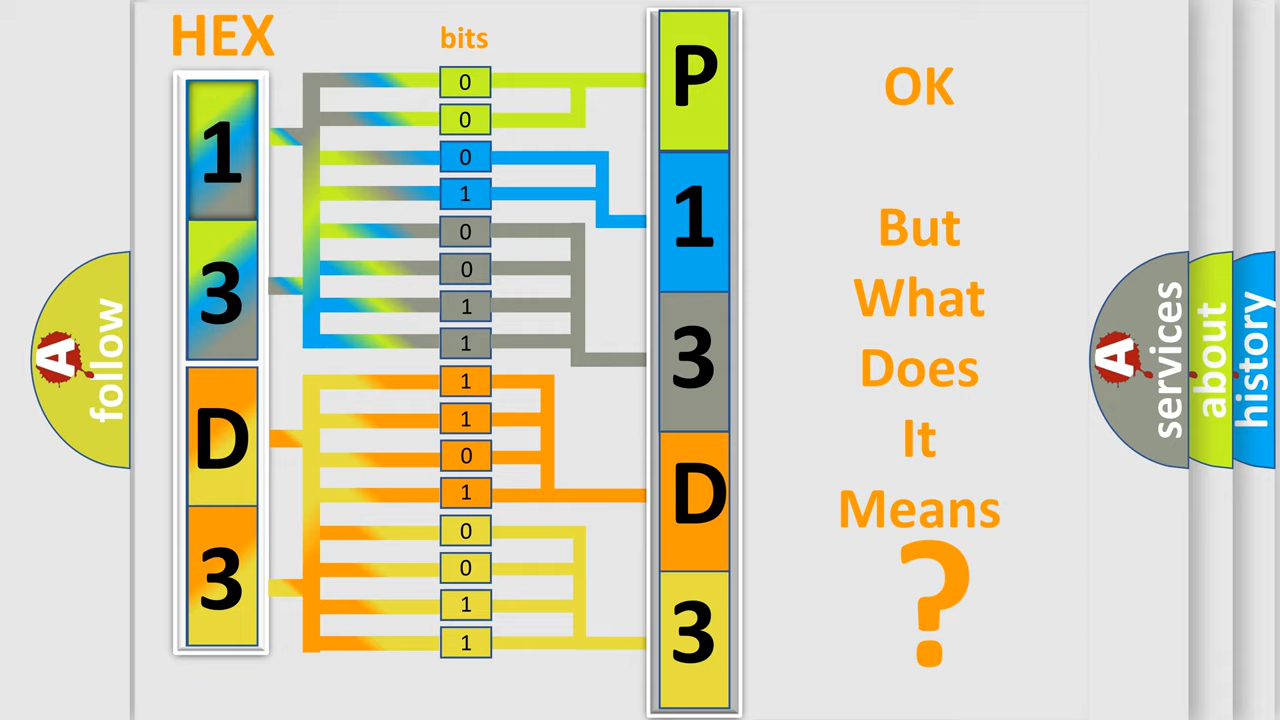 HEX
1
3
D
3
bits
0
0
0
1
0
0
1
1
1
1
0
1
0
0
1
1
P
1
3
D
3
OK
But
What
Does
It
Means
?
A
follow
A
services
about
history